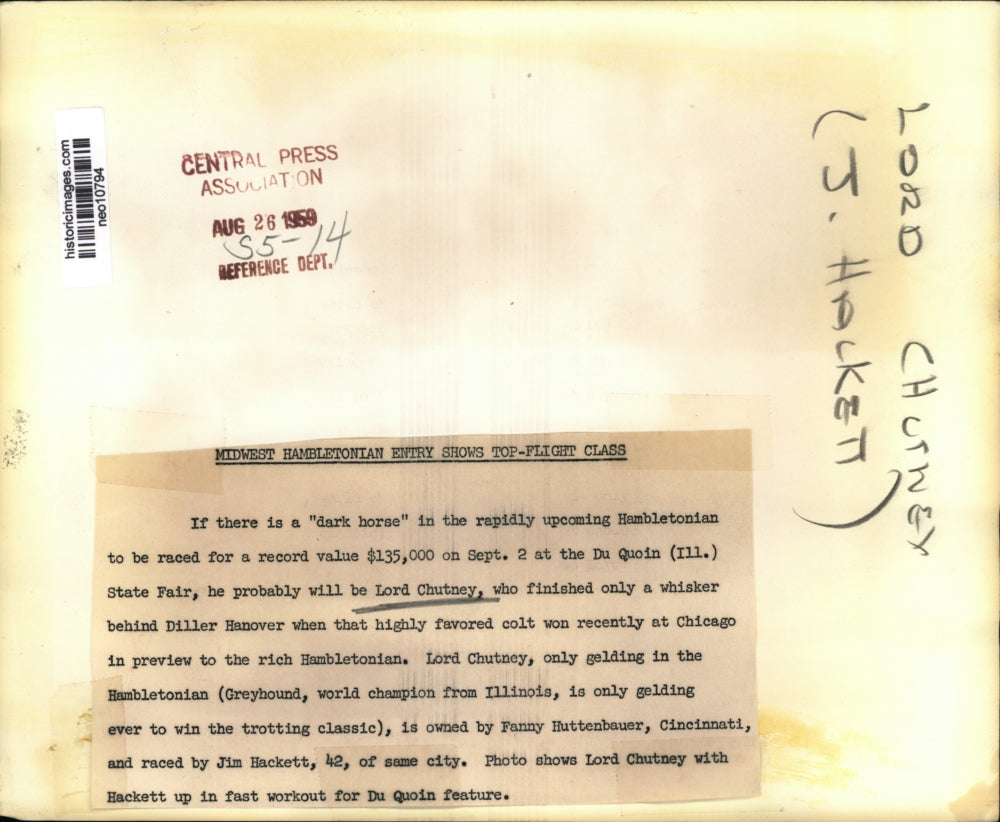 historicimages.com
neo10794
CENTRAL PRESS
ASSOCIATION
AUG 26 1959
S5-14
REFERENCE DEPT.
LORD CHUTNEY
(J. HACKETT)
MIDWEST HAMBLETONIAN ENTRY SHOWS TOP-FLIGHT CLASS
If there is a "dark horse" in the rapidly upcoming Hambletonian
to be raced for a record value $135,000 on Sept. 2 at the Du Quoin (Ill.)
State Fair, he probably will be Lord Chutney, who finished only a whisker
behind Diller Hanover when that highly favored colt won recently at Chicago
in preview to the rich Hambletonian. Lord Chutney, only gelding in the
Hambletonian (Greyhound, world champion from Illinois, is only gelding
ever to win the trotting classic), is owned by Fanny Huttenbauer, Cincinnati,
and raced by Jim Hackett, 42, of same city. Photo shows Lord Chutney with
Hackett up in fast workout for Du Quoin feature.